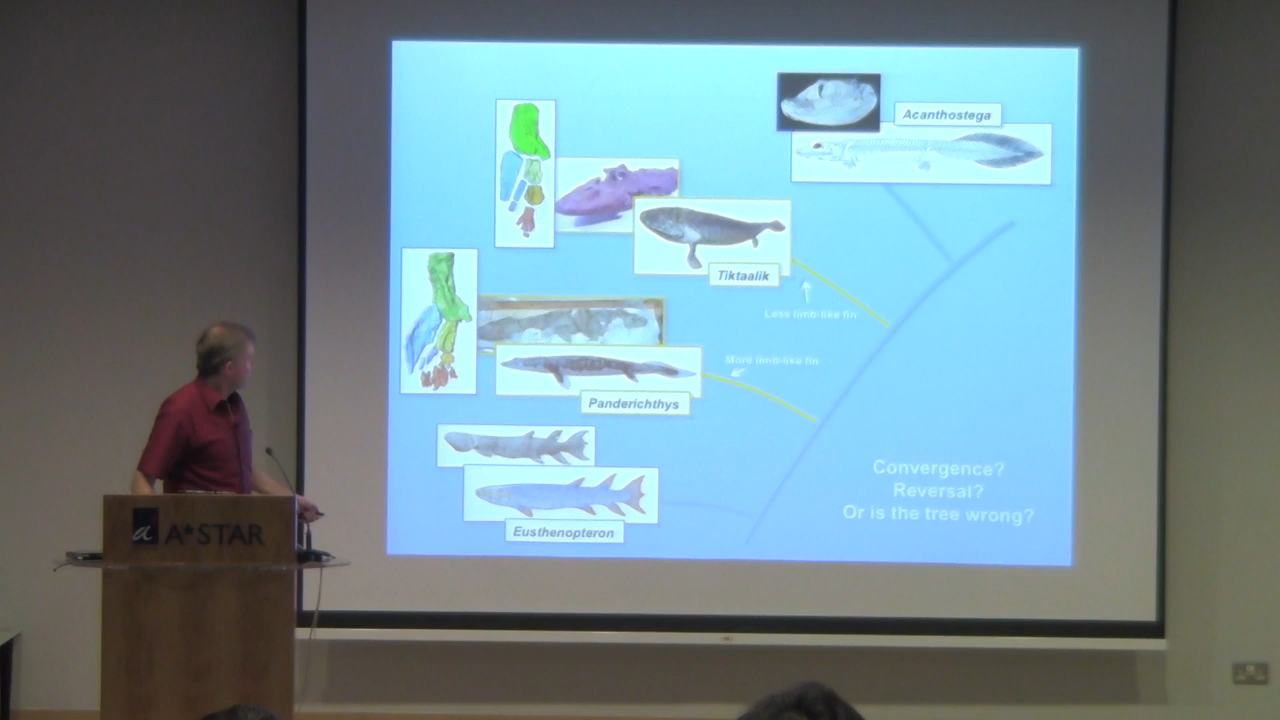 Acanthostega
Tiktaalik
Less limb-like fin
More limb-like fin
Panderichthys
Convergence?
Reversal?
Or is the tree wrong?
Eusthenopteron
a A*STAR